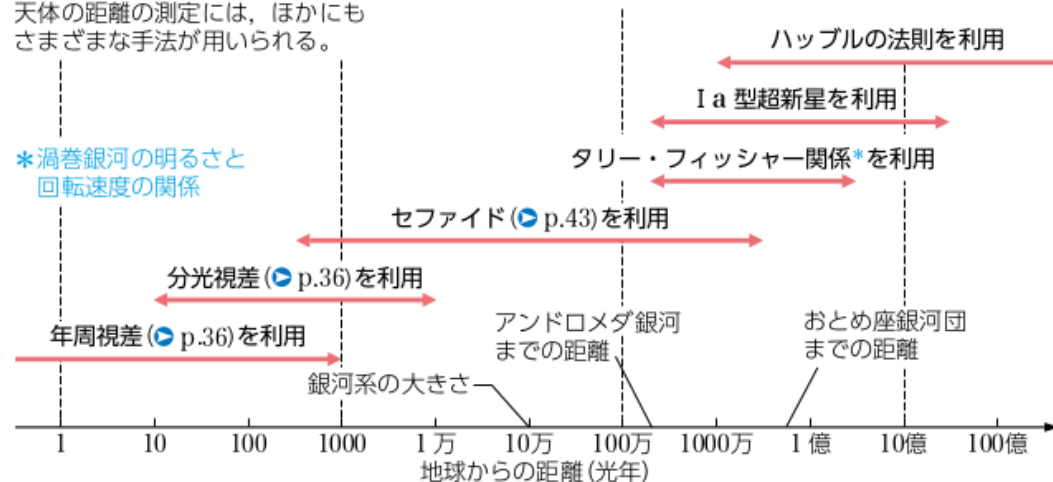 天体の距離の測定には，ほかにも
さまざまな手法が用いられる。
ハッブルの法則を利用
Ⅰa 型超新星を利用
＊渦巻銀河の明るさと
回転速度の関係
タリー・フィッシャー関係＊を利用
セファイド(p.43)を利用
分光視差(p.36)を利用
年周視差(p.36)を利用
アンドロメダ銀河
までの距離
おとめ座銀河団
までの距離
銀河系の大きさ
1 10 100 1000 1万 10万 100万 1000万 1億 10億 100億
地球からの距離(光年)